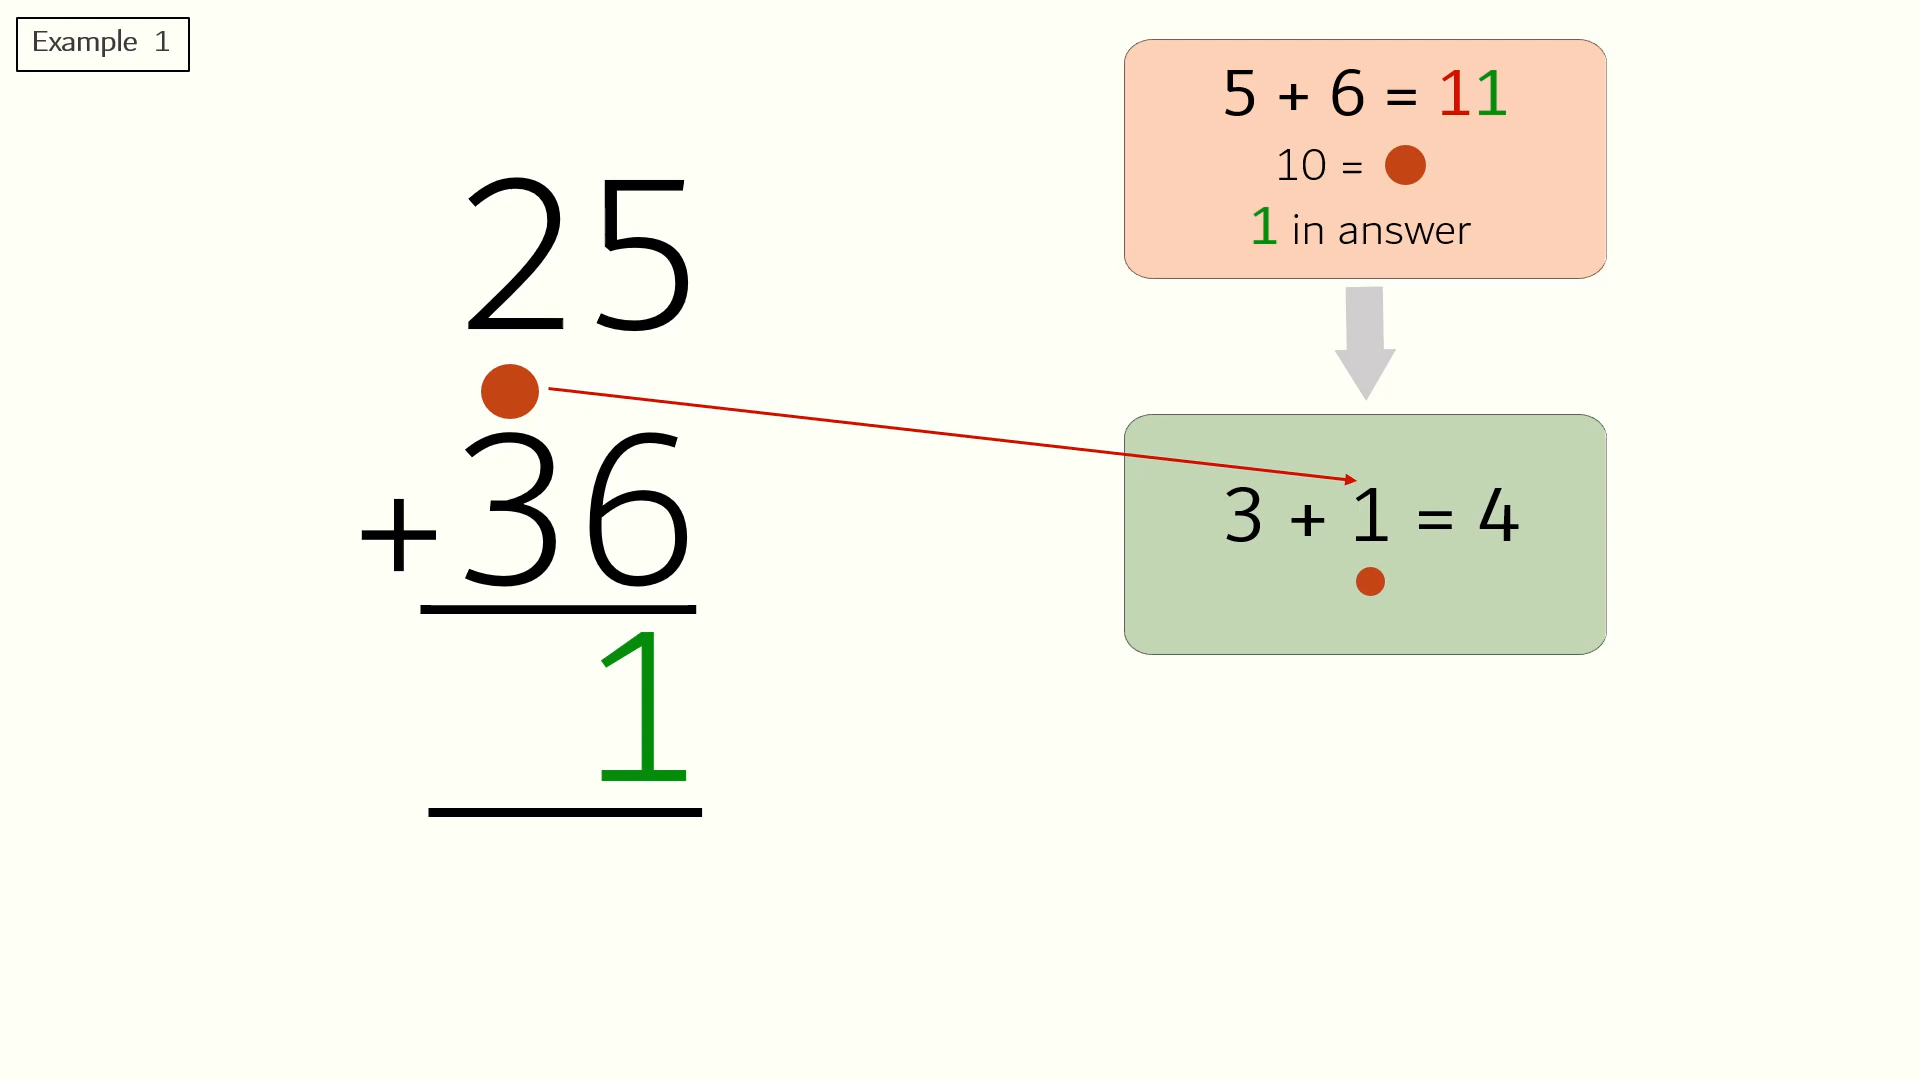 Example 1
25
+36
1
5 + 6 = 11
10 =
1 in answer
3 + 1 = 4